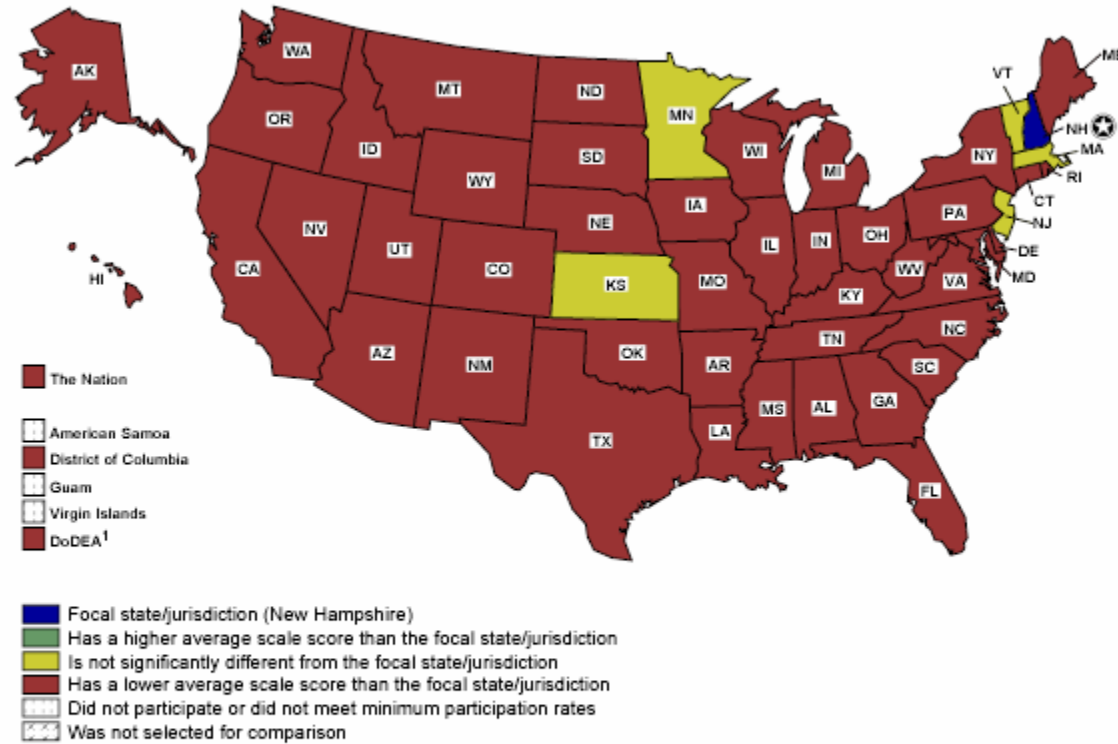 AK
WA
MT
ND
MN
VT
ME
OR
ID
SD
WI
NH
MA
WY
MI
NY
RI
IA
CT
NE
PA
NJ
NV
UT
CO
IL
IN
OH
DE
CA
KS
MO
WV
MD
HI
KY
VA
NC
TN
AZ
NM
OK
AR
SC
MS
AL
GA
TX
LA
FL
The Nation
American Samoa
District of Columbia
Guam
Virgin Islands
DoDEA¹
Focal state/jurisdiction (New Hampshire)
Has a higher average scale score than the focal state/jurisdiction
Is not significantly different from the focal state/jurisdiction
Has a lower average scale score than the focal state/jurisdiction
Did not participate or did not meet minimum participation rates
Was not selected for comparison